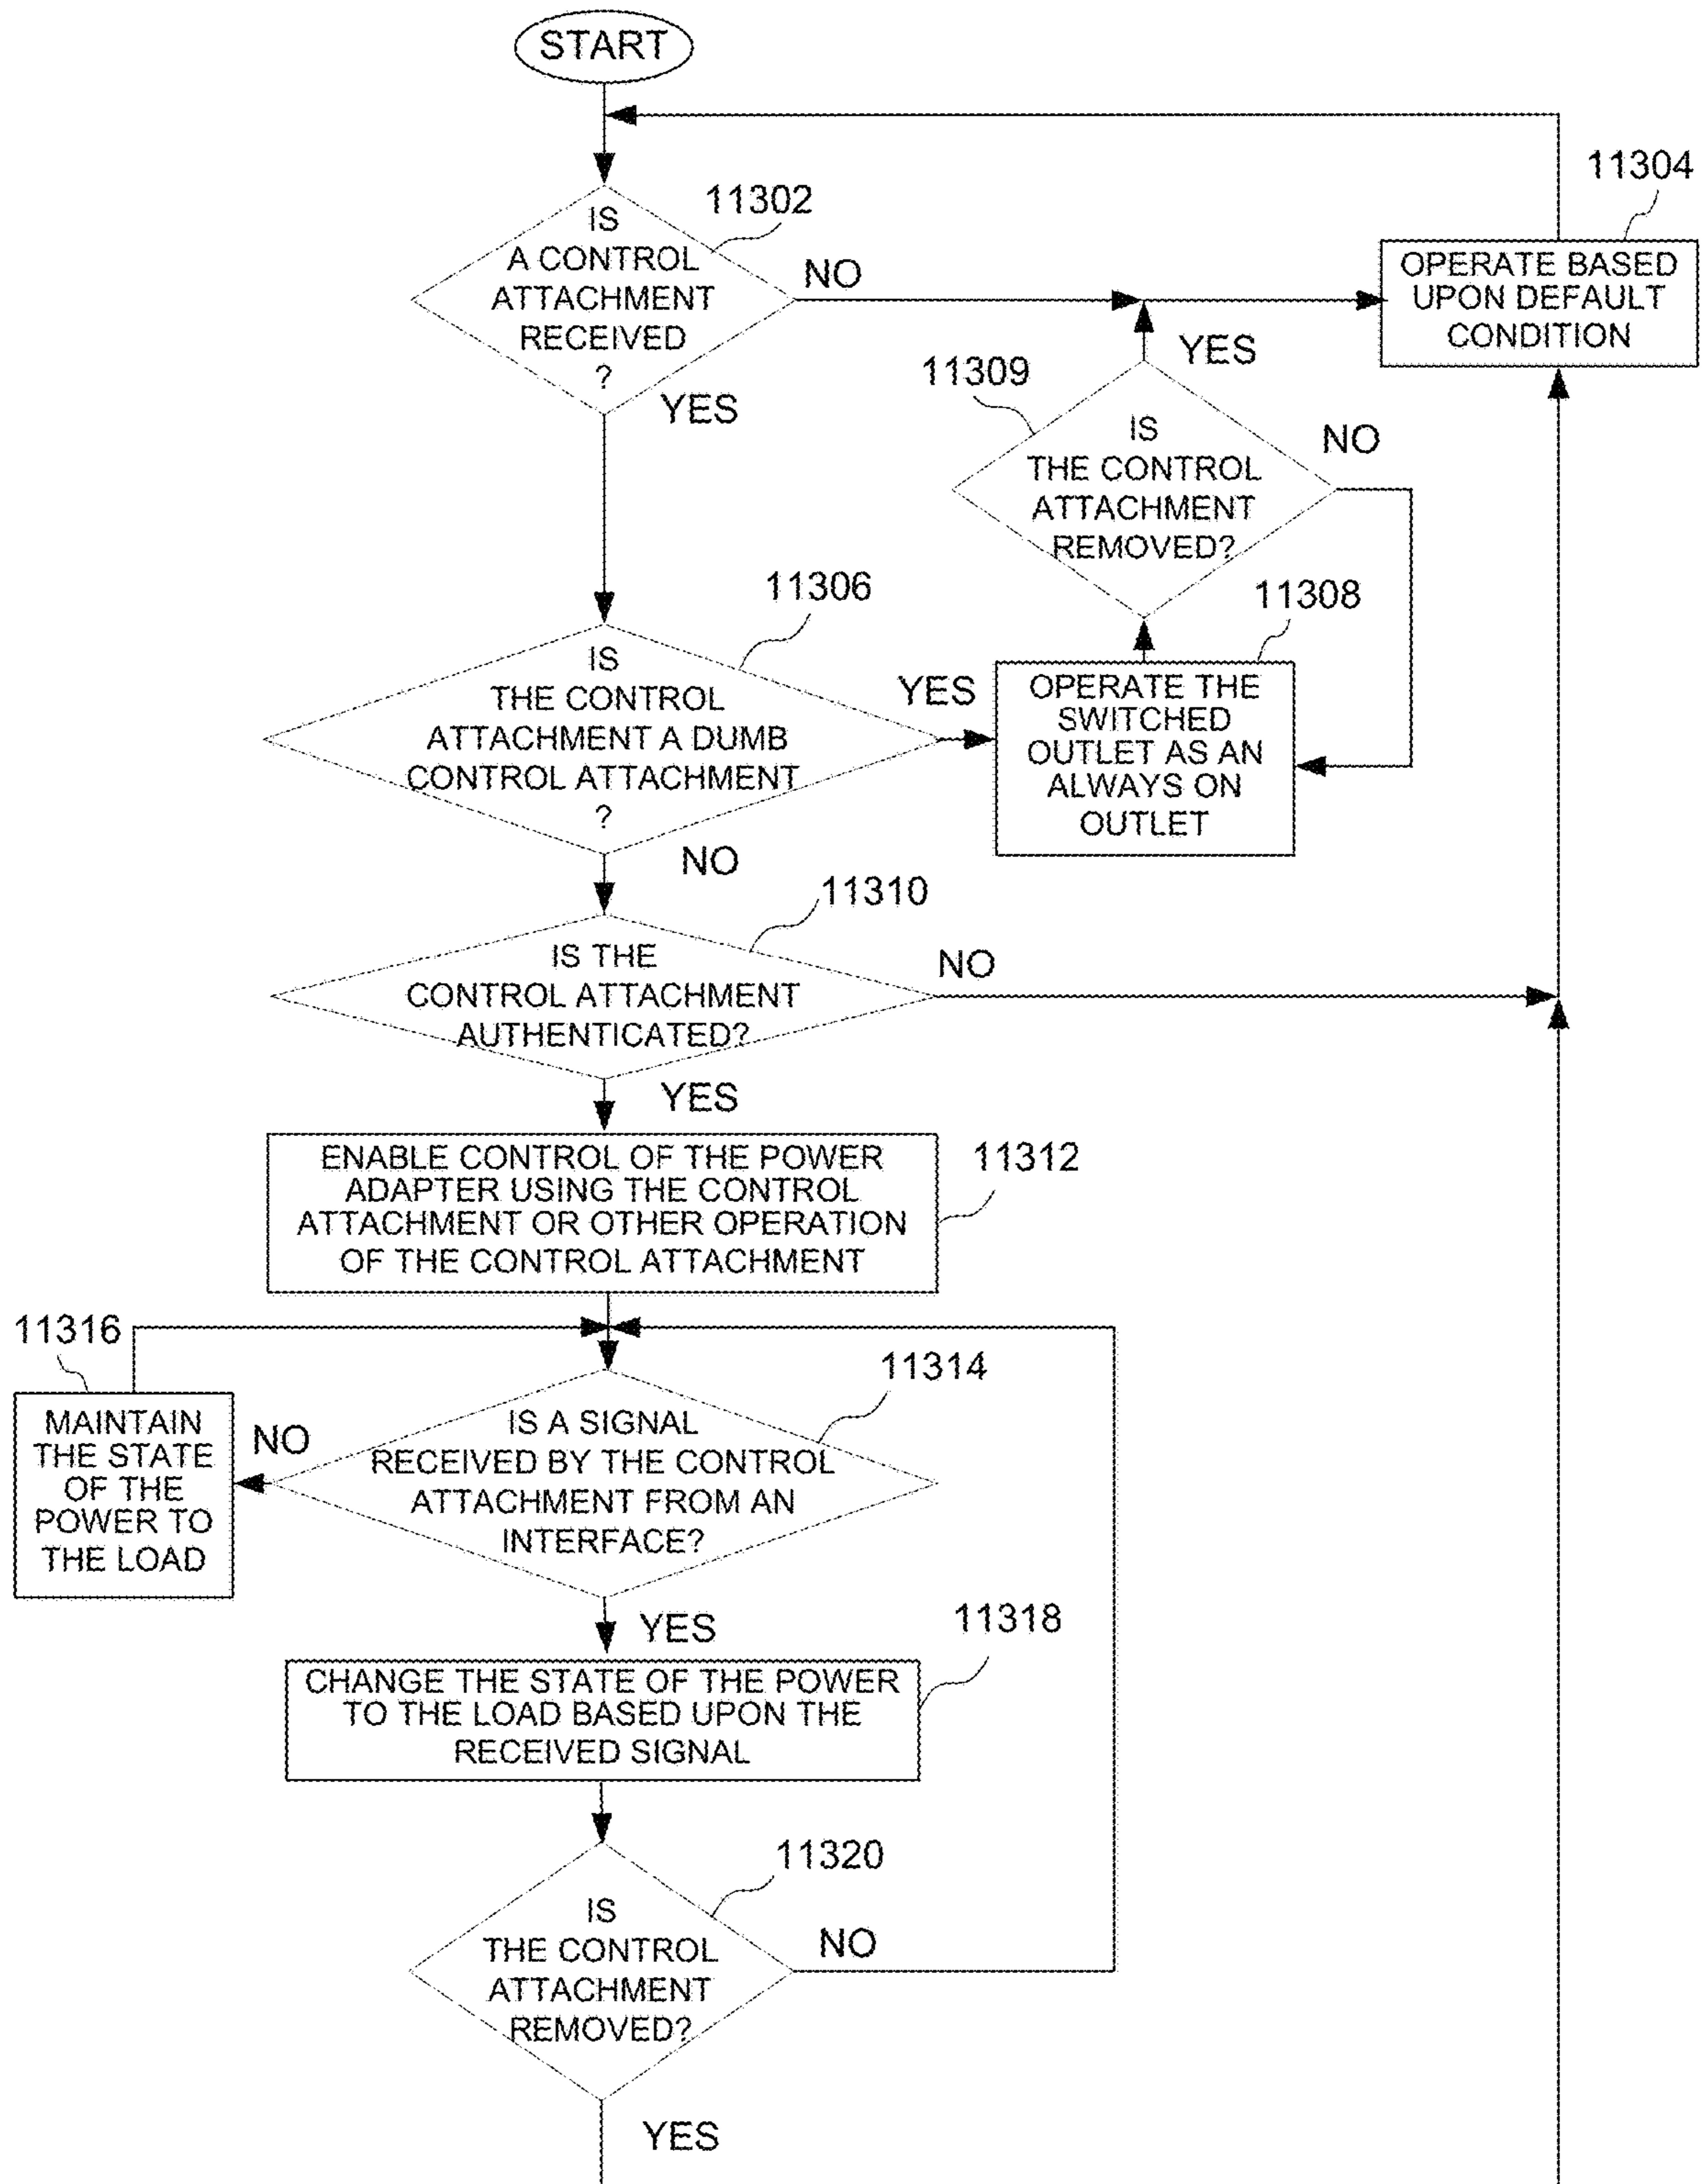 START
11304
11302
IS
A CONTROL
ATTACHMENT
RECEIVED
?
NO
YES
OPERATE BASED
UPON DEFAULT
CONDITION
11309
YES
IS
THE CONTROL
ATTACHMENT
REMOVED?
NO
11306
IS
THE CONTROL
ATTACHMENT A DUMB
CONTROL ATTACHMENT
?
YES
NO
11308
OPERATE THE
SWITCHED
OUTLET AS AN
ALWAYS ON
OUTLET
11310
IS THE
CONTROL ATTACHMENT
AUTHENTICATED?
NO
YES
ENABLE CONTROL OF THE POWER
ADAPTER USING THE CONTROL
ATTACHMENT OR OTHER OPERATION
OF THE CONTROL ATTACHMENT
11312
11316
MAINTAIN
THE STATE
OF THE
POWER TO
THE LOAD
NO
11314
IS A SIGNAL
RECEIVED BY THE CONTROL
ATTACHMENT FROM AN
INTERFACE?
YES
11318
CHANGE THE STATE OF THE POWER
TO THE LOAD BASED UPON THE
RECEIVED SIGNAL
11320
IS
THE CONTROL
ATTACHMENT
REMOVED?
NO
YES